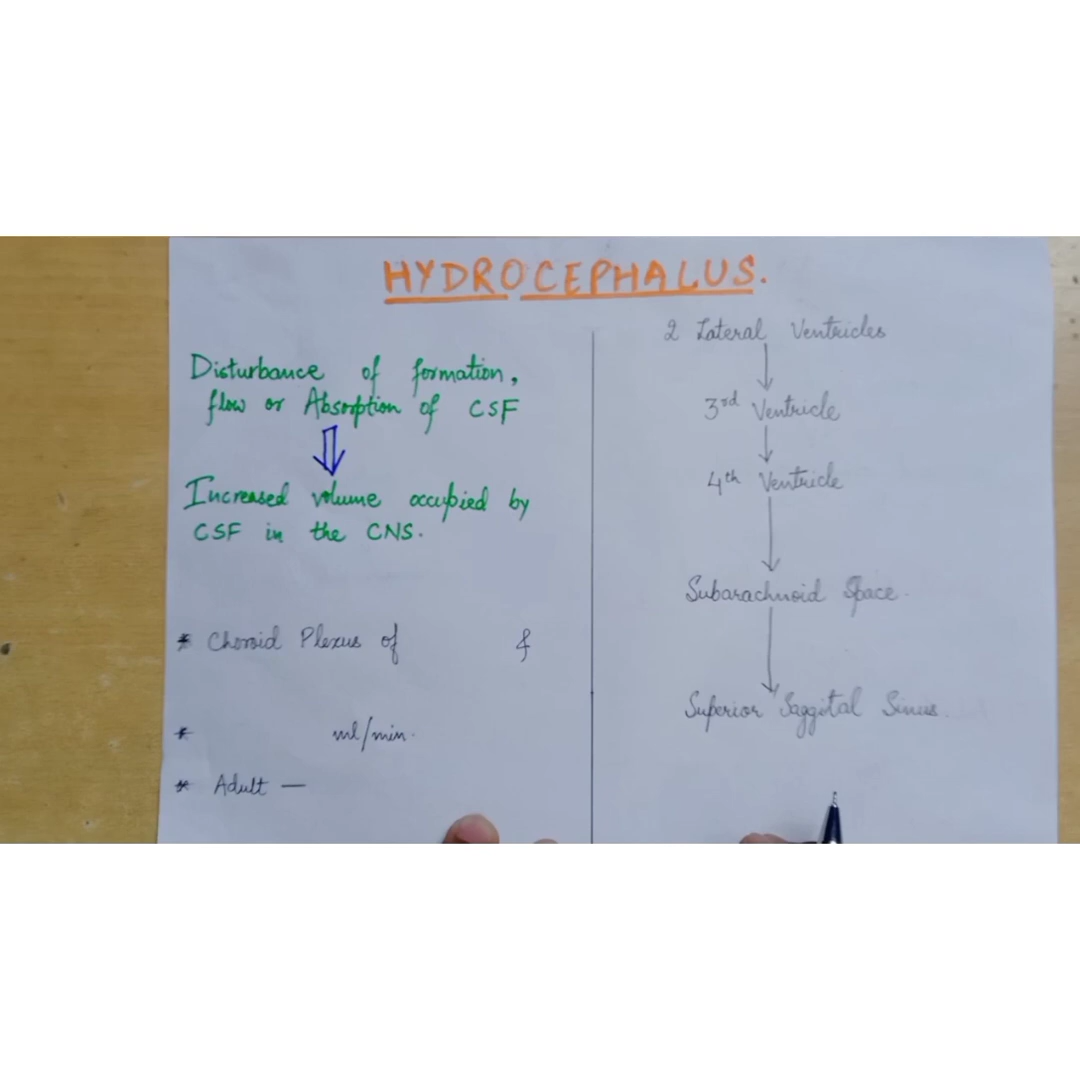 HYDROCEPHALUS.
Disturbance of formation,
flow or Absorption of CSF
Increased volume occupied by
CSF in the CNS.
* Choroid Plexus of &
* ml/min.
* Adult —
2 Lateral Ventricles
3rd Ventricle
4th Ventricle
Subarachnoid Space.
Superior Saggital Sinus.